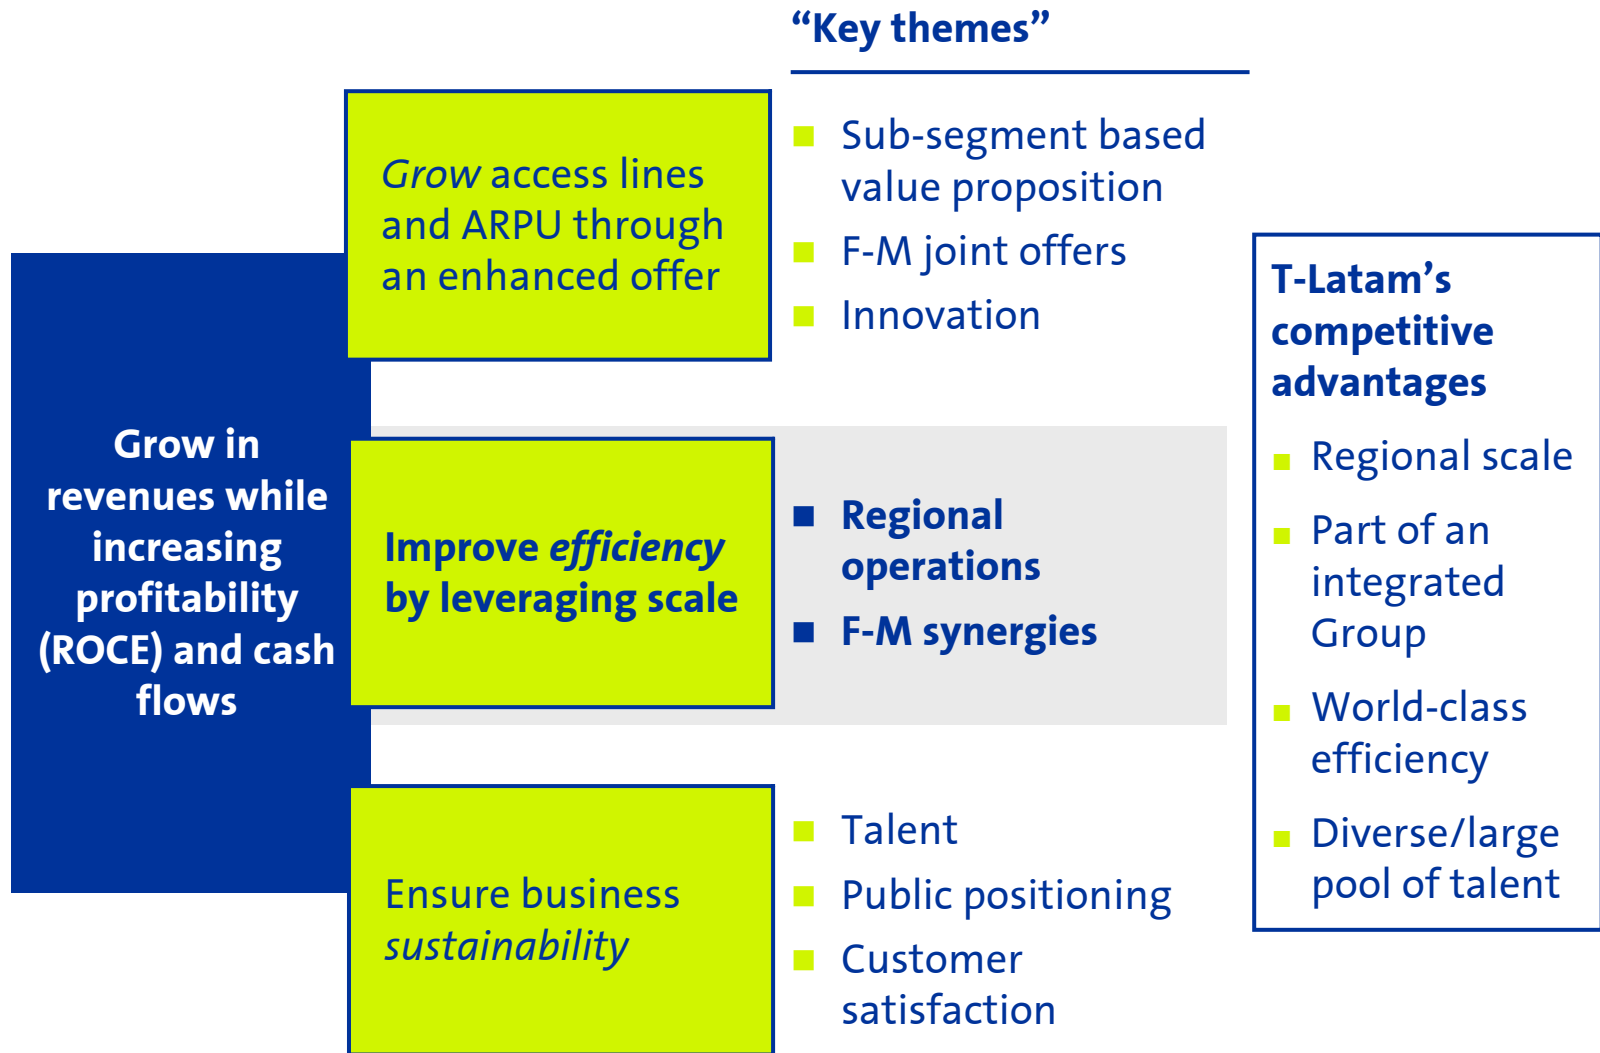 “Key themes”
Grow in
revenues while
increasing
profitability
(ROCE) and cash
flows
Grow access lines
and ARPU through
an enhanced offer
Sub-segment based
value proposition
F-M joint offers
Innovation
Improve efficiency
by leveraging scale
Regional
operations
F-M synergies
Ensure business
sustainability
Talent
Public positioning
Customer
satisfaction
T-Latam’s
competitive
advantages
Regional scale
Part of an
integrated
Group
World-class
efficiency
Diverse/large
pool of talent